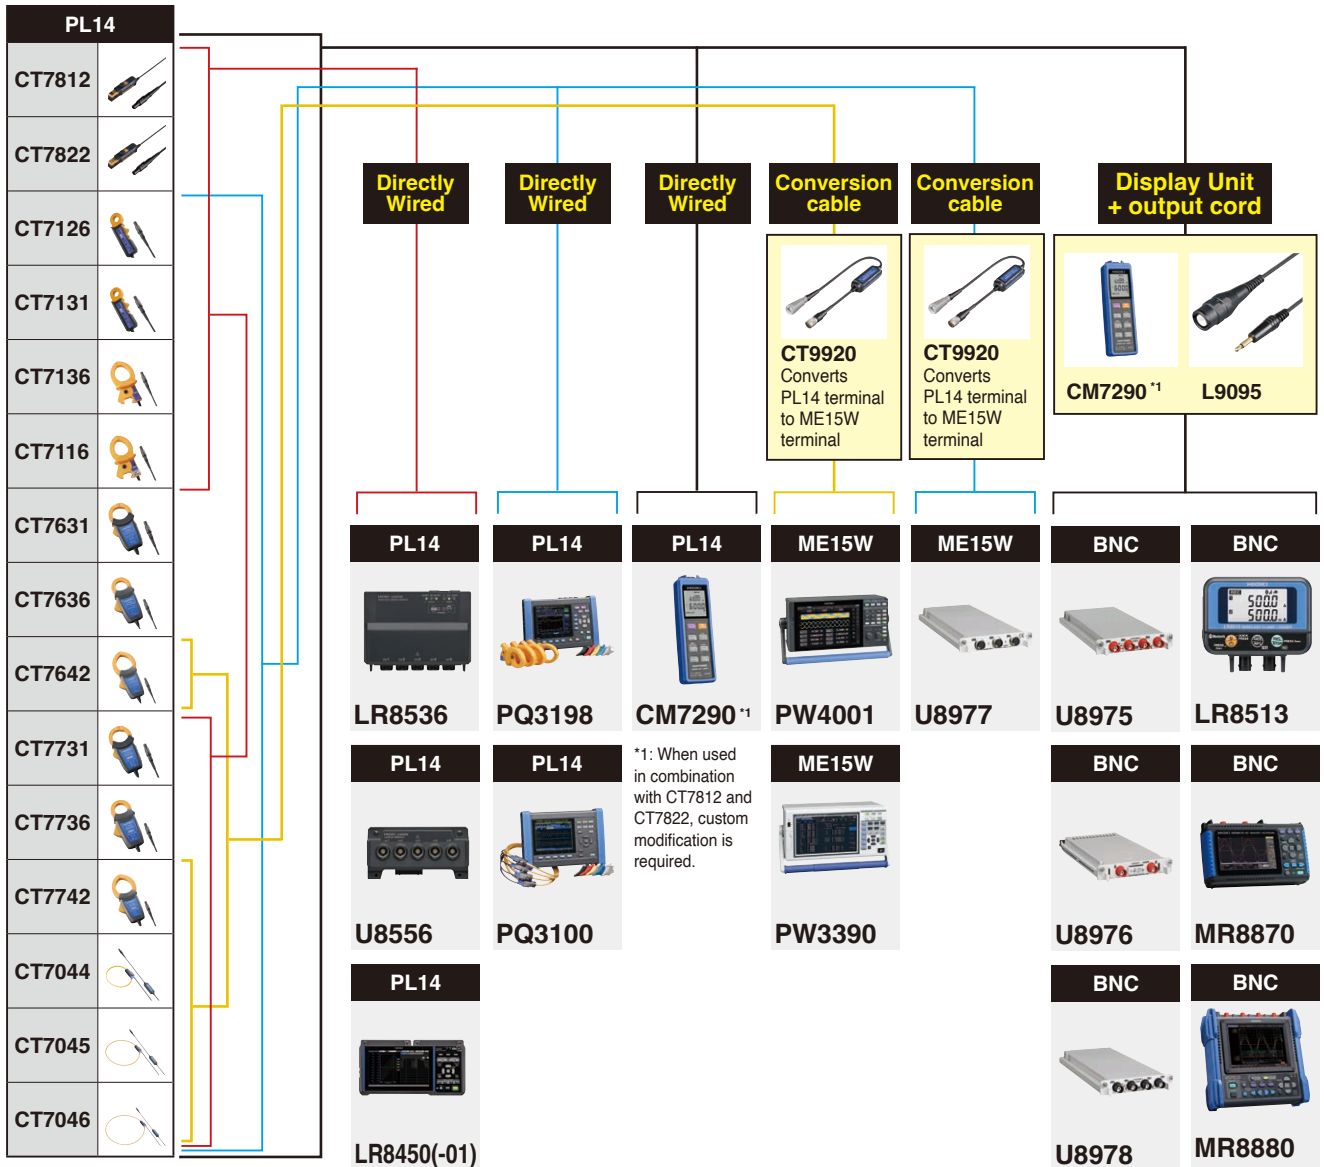 PL14
CT7812
CT7822
CT7126
CT7131
CT7136
CT7116
CT7631
CT7636
CT7642
CT7731
CT7736
CT7742
CT7044
CT7045
CT7046
Directly
Wired
Directly
Wired
Directly
Wired
Conversion
cable
Conversion
cable
Display Unit
+ output cord
CT9920
Converts
PL14 terminal
to ME15W
terminal
CT9920
Converts
PL14 terminal
to ME15W
terminal
CM7290 *1
L9095
PL14
LR8536
PL14
PQ3198
PL14
CM7290 *1
ME15W
PW4001
ME15W
U8977
BNC
U8975
BNC
500.0
500.0
LR8513
PL14
U8556
PL14
PQ3100
*1: When used
in combination
with CT7812 and
CT7822, custom
modification is
required.
ME15W
PW3390
BNC
U8976
BNC
MR8870
PL14
LR8450(-01)
BNC
U8978
BNC
MR8880